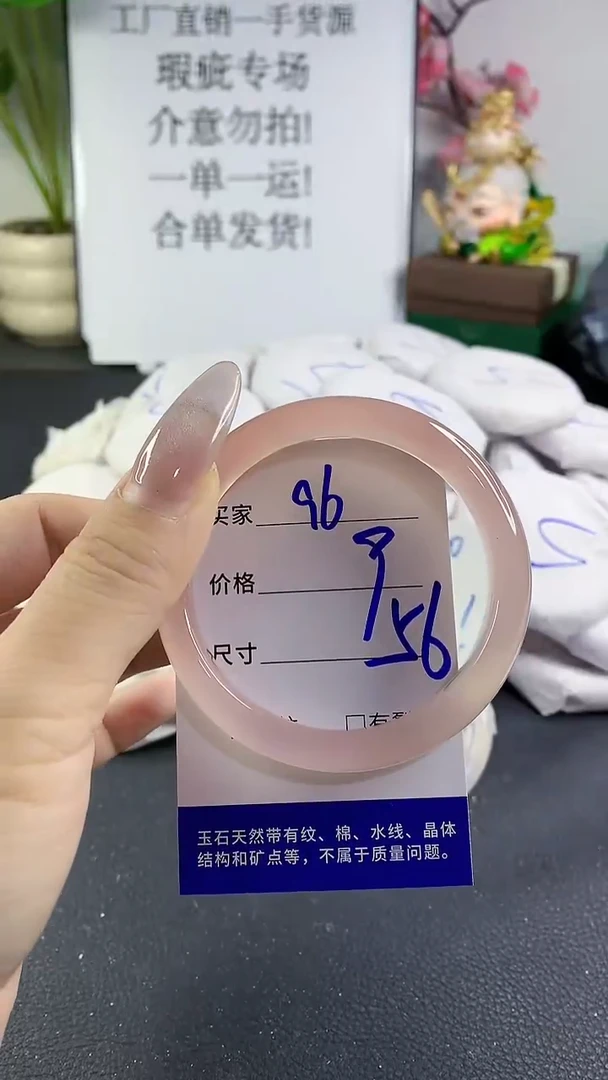 工厂直销一手货源
瑕疵专场
介意勿拍!
一单一运!
合单发货!
买家 96
价格
尺寸 56
□有
玉石天然带有纹、棉、水线、晶体
结构和矿点等，不属于质量问题。